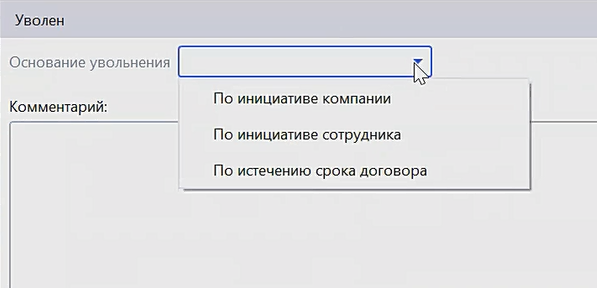 Уволен
Основание увольнения
По инициативе компании
Комментарий:
По инициативе сотрудника
По истечению срока договора